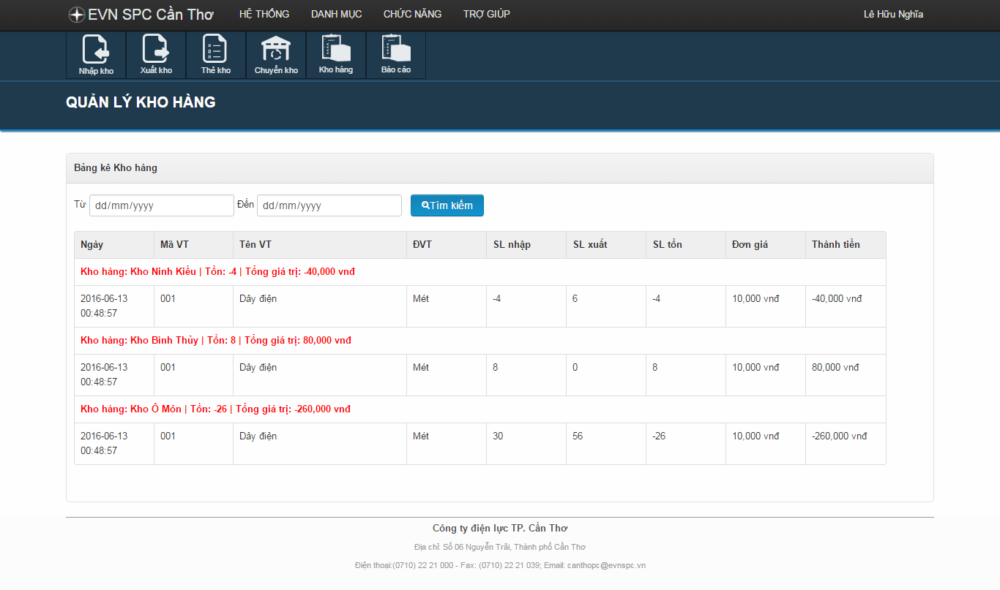 EVN SPC Cần Thơ HỆ THỐNG DANH MỤC CHỨC NĂNG TRỢ GIÚP Lê Hữu Nghĩa
Nhập kho Xuất kho Thẻ kho Chuyển kho Kho hàng Báo cáo
QUẢN LÝ KHO HÀNG
Bảng kê Kho hàng
Từ dd/mm/yyyy Đến dd/mm/yyyy Tìm kiếm
Ngày Mã VT Tên VT ĐVT SL nhập SL xuất SL tồn Đơn giá Thành tiền
Kho hàng: Kho Ninh Kiều | Tồn: -4 | Tổng giá trị: -40,000 vnđ
2016-06-13 001 Dây điện Mét -4 6 -4 10,000 vnđ -40,000 vnđ
00:48:57
Kho hàng: Kho Bình Thủy | Tồn: 8 | Tổng giá trị: 80,000 vnđ
2016-06-13 001 Dây điện Mét 8 0 8 10,000 vnđ 80,000 vnđ
00:48:57
Kho hàng: Kho Ô Môn | Tồn: -26 | Tổng giá trị: -260,000 vnđ
2016-06-13 001 Dây điện Mét 30 56 -26 10,000 vnđ -260,000 vnđ
00:48:57
Công ty điện lực TP. Cần Thơ
Địa chỉ: Số 06 Nguyễn Trãi, Thành phố Cần Thơ
Điện thoại:(0710) 22 21 000 - Fax: (0710) 22 21 039; Email: canthopc@evnspc.vn